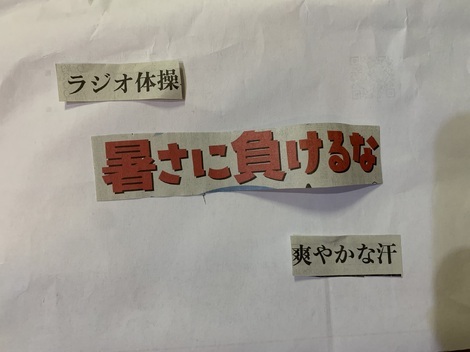 ラジオ体操
暑さに負けるな
爽やかな汗